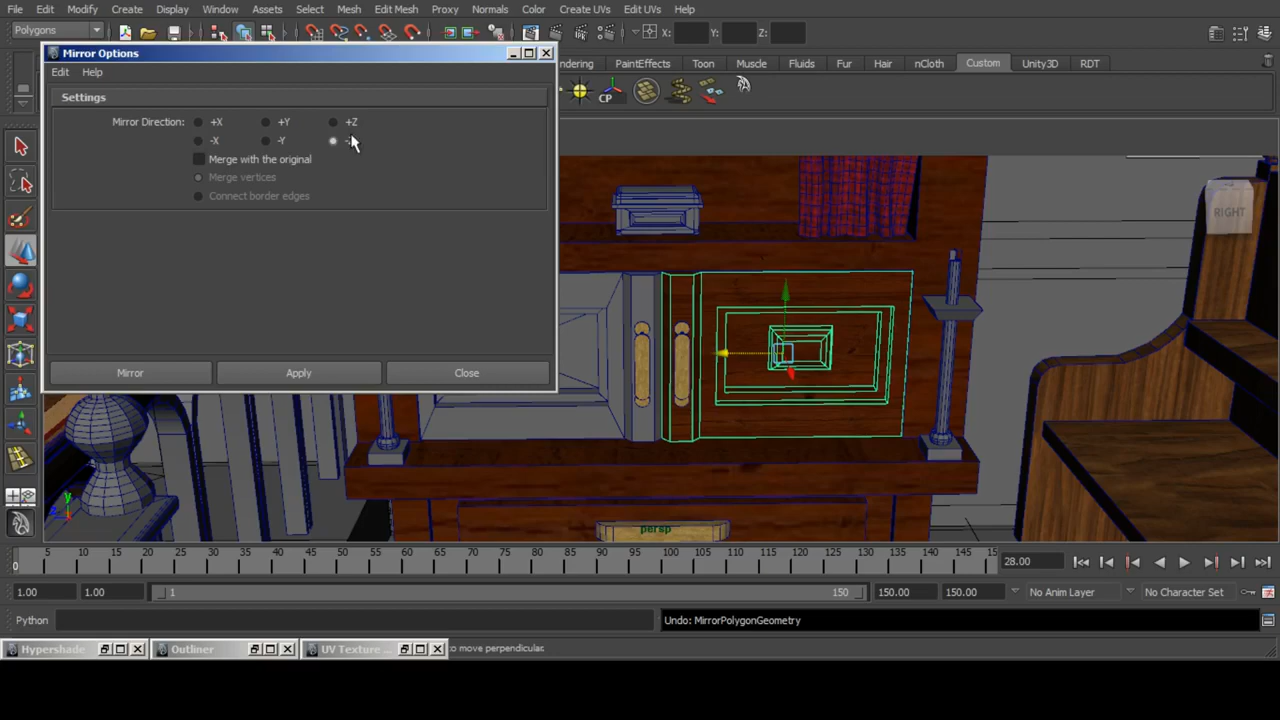 File Edit Modify Create Display Window Assets Select Mesh Edit Mesh Proxy Normals Color Create UVs Edit UVs Help
Polygons X: Y: Z:
Mirror Options
Edit Help
ndering PaintEffects Toon Muscle Fluids Fur Hair nCloth Custom Unity3D RDT
CP
Settings
Mirror Direction: +X +Y +Z
-X -Y
Merge with the original
Merge vertices
Connect border edges
RIGHT
Mirror Apply Close
y
persp
5 10 15 20 25 30 35 40 45 50 55 60 65 70 75 80 85 90 95 100 105 110 115 120 125 130 135 140 145 15
0 28.00
1.00 1.00 1 150 150.00 150.00 No Anim Layer No Character Set
Python Undo: MirrorPolygonGeometry
Hypershade Outliner UV Texture to move perpendicular.